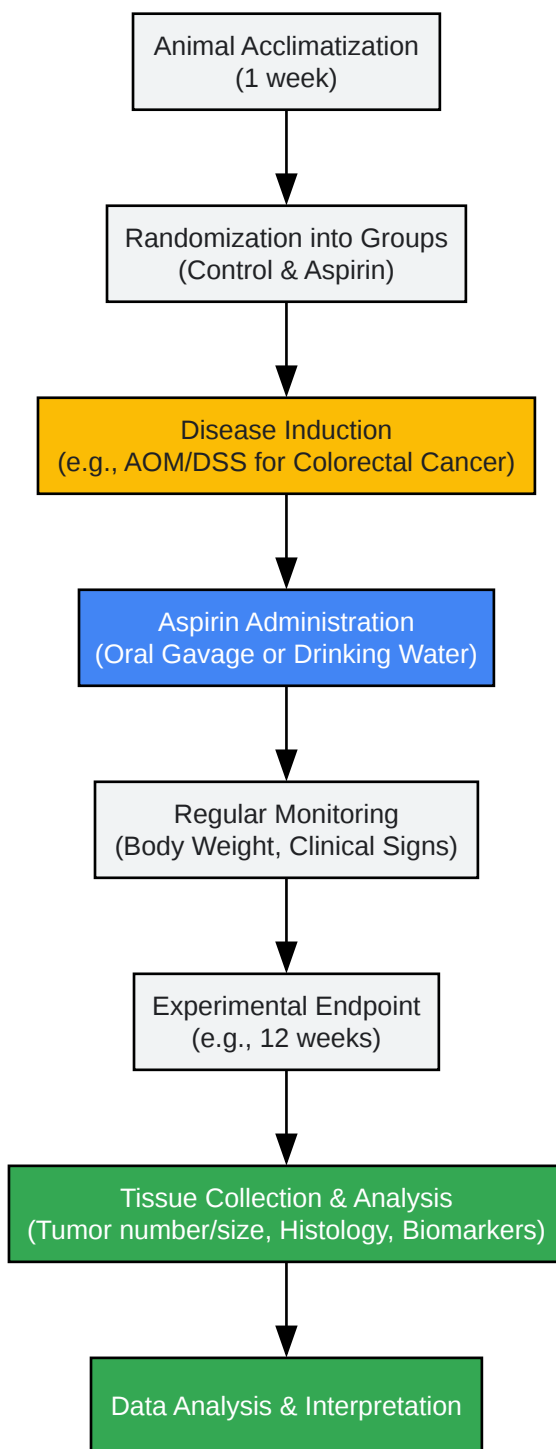 Animal Acclimatization
(1 week)
Randomization into Groups
(Control & Aspirin)
Disease Induction
(e.g., AOM/DSS for Colorectal Cancer)
Aspirin Administration
(Oral Gavage or Drinking Water)
Regular Monitoring
(Body Weight, Clinical Signs)
Experimental Endpoint
(e.g., 12 weeks)
Tissue Collection & Analysis
(Tumor number/size, Histology, Biomarkers)
Data Analysis & Interpretation